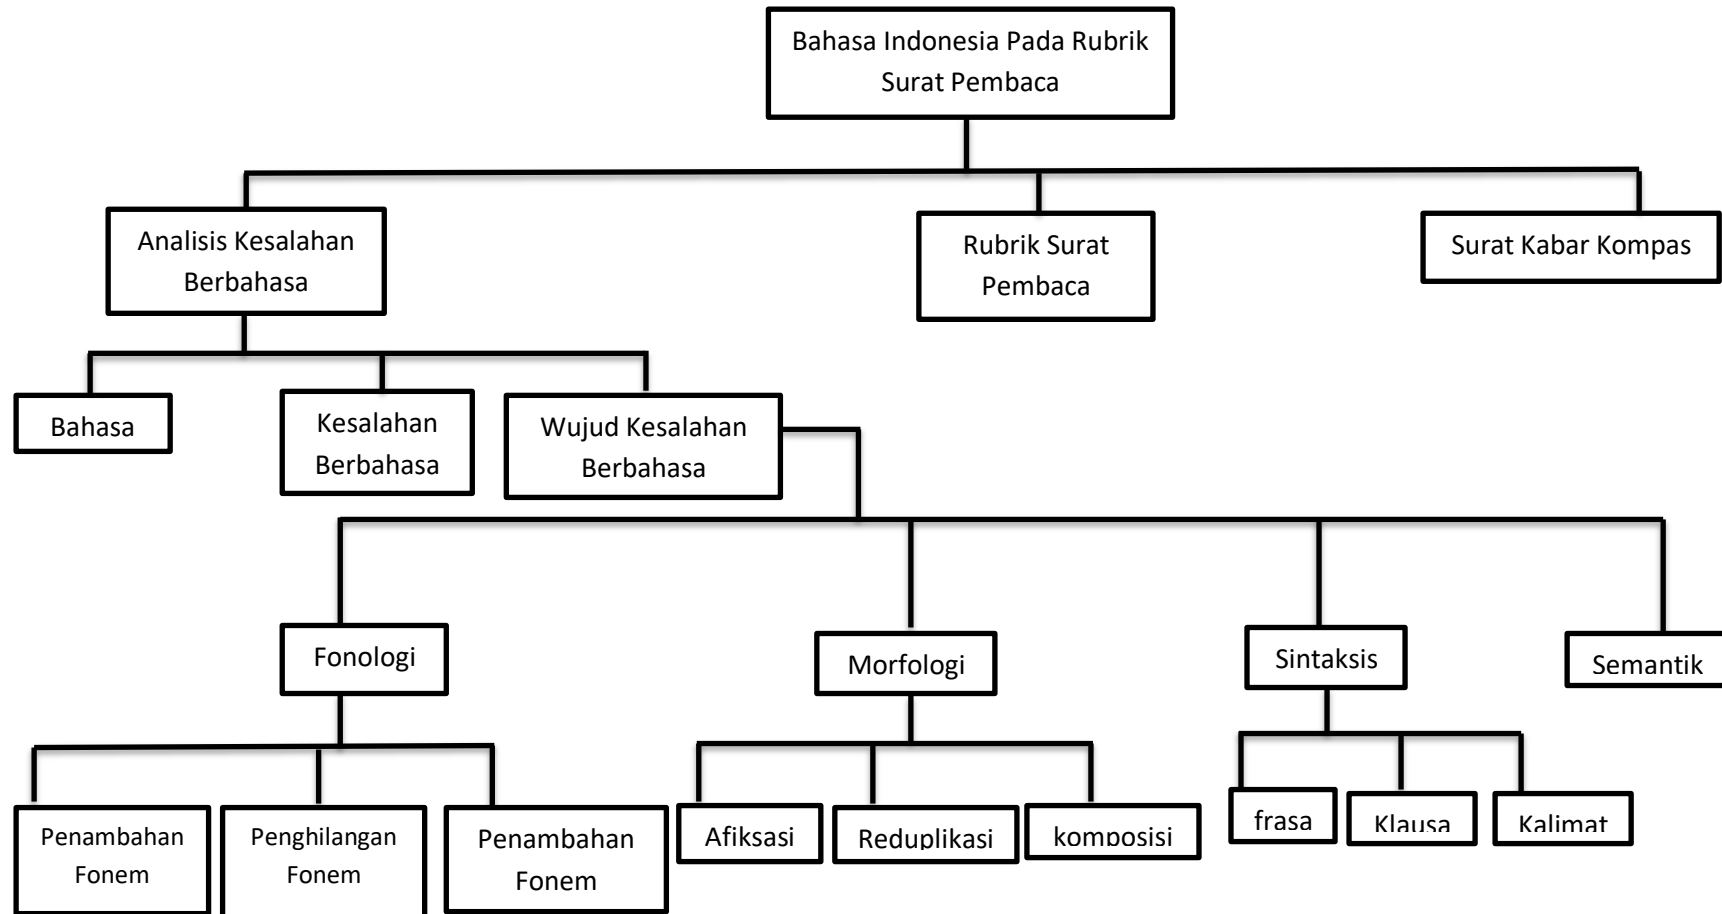 Bahasa Indonesia Pada Rubrik
Surat Pembaca
Analisis Kesalahan
Berbahasa
Rubrik Surat
Pembaca
Surat Kabar Kompas
Bahasa
Kesalahan
Berbahasa
Wujud Kesalahan
Berbahasa
Fonologi
Morfologi
Sintaksis
Semantik
Penambahan
Fonem
Penghilangan
Fonem
Penambahan
Fonem
Afiksasi
Reduplikasi
komposisi
frasa
Klausa
Kalimat